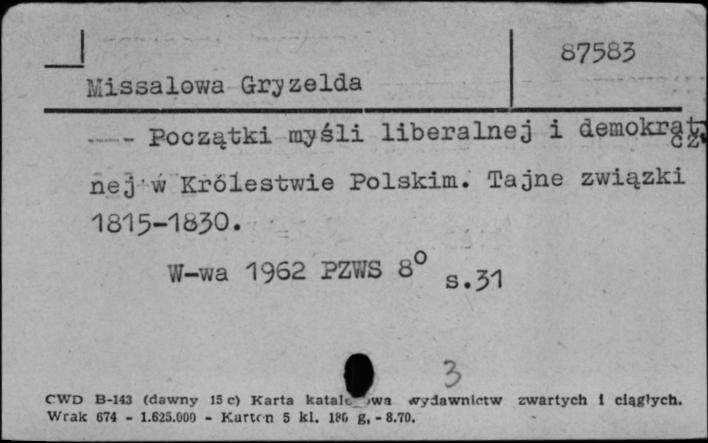 87583
Missalowa Gryzelda
-- Początki myśli liberalnej i demokraty
cz
nej w Królestwie Polskim. Tajne związki
1815-1830.
W-wa 1962 PZWS 8° s.31
3
CWD B-143 (dawny 15 c) Karta katalogowa wydawnictw zwartych i ciągłych.
Wrak 674 - 1.625.000 - Karton 5 kl. 180 g, - 8.70.